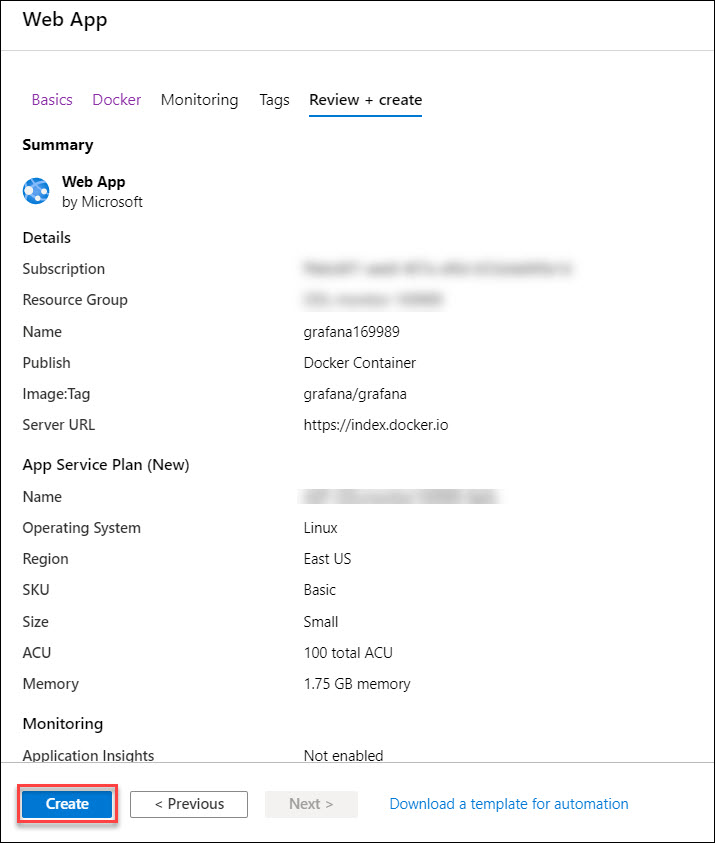 Web App
Basics Docker Monitoring Tags Review + create
Summary
Web App
by Microsoft
Details
Subscription
Resource Group
Name grafana169989
Publish Docker Container
Image:Tag grafana/grafana
Server URL https://index.docker.io
App Service Plan (New)
Name
Operating System Linux
Region East US
SKU Basic
Size Small
ACU 100 total ACU
Memory 1.75 GB memory
Monitoring
Application Insights Not enabled
Create < Previous Next > Download a template for automation